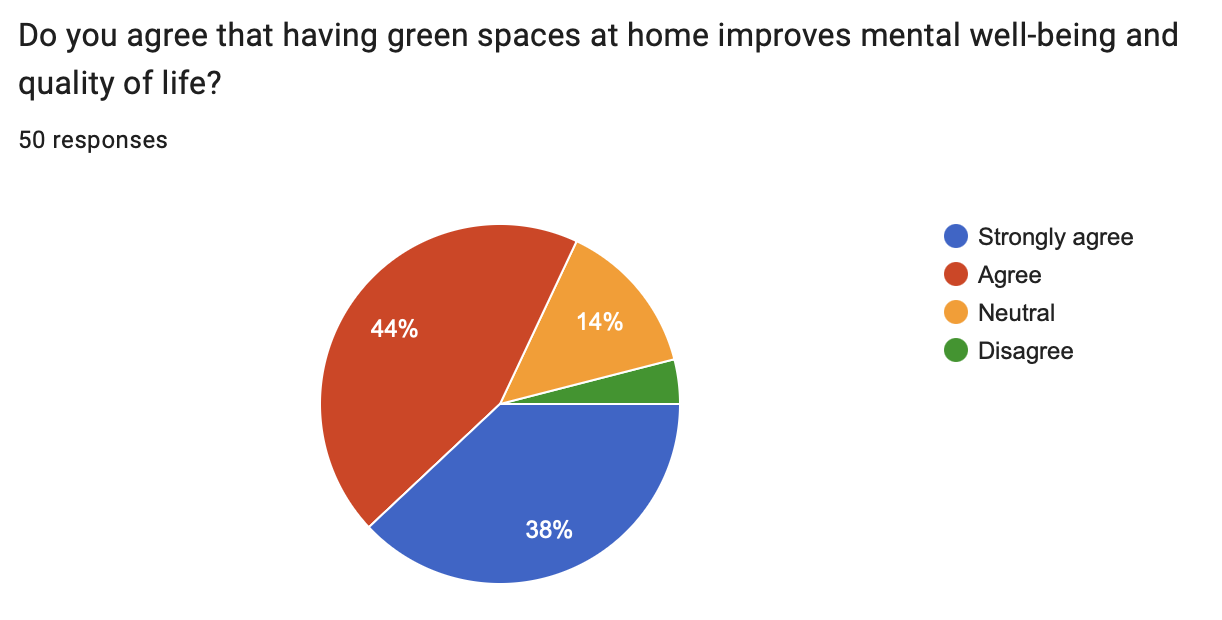 Do you agree that having green spaces at home improves mental well-being and
quality of life?
50 responses
44%
14%
38%
Strongly agree
Agree
Neutral
Disagree